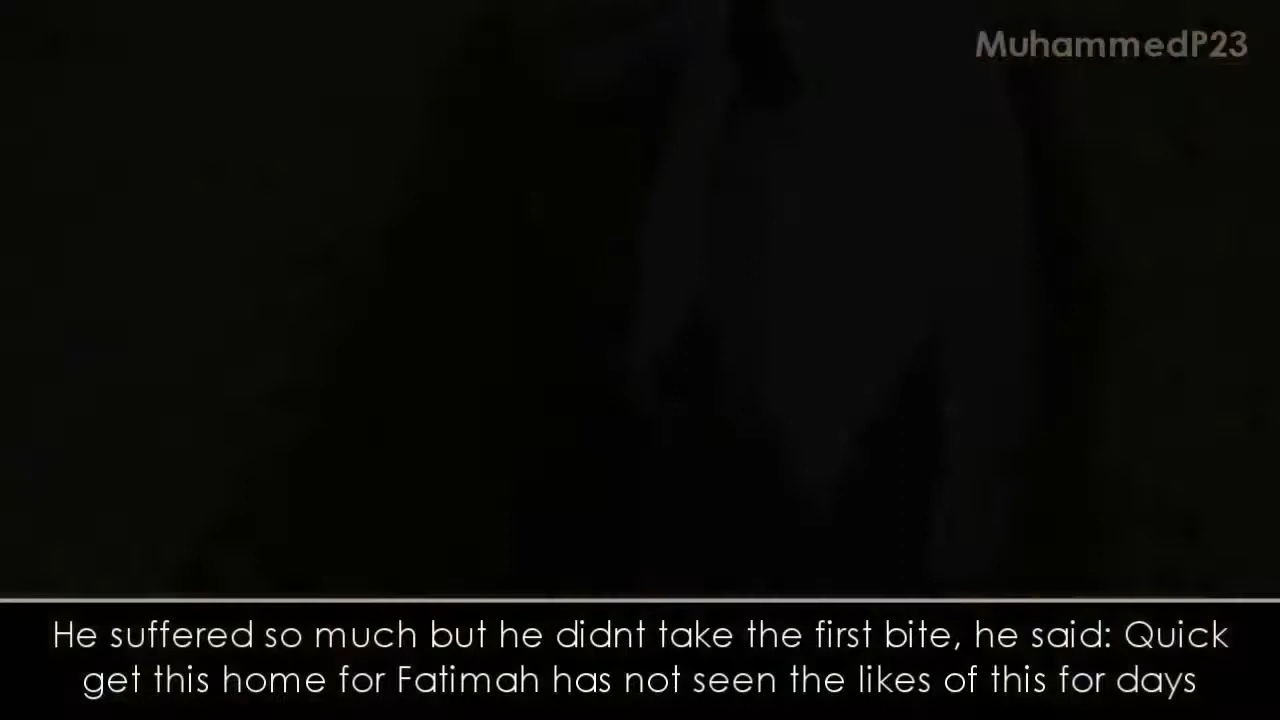 MuhammedP23
He suffered so much but he didnt take the first bite, he said: Quick
get this home for Fatimah has not seen the likes of this for days